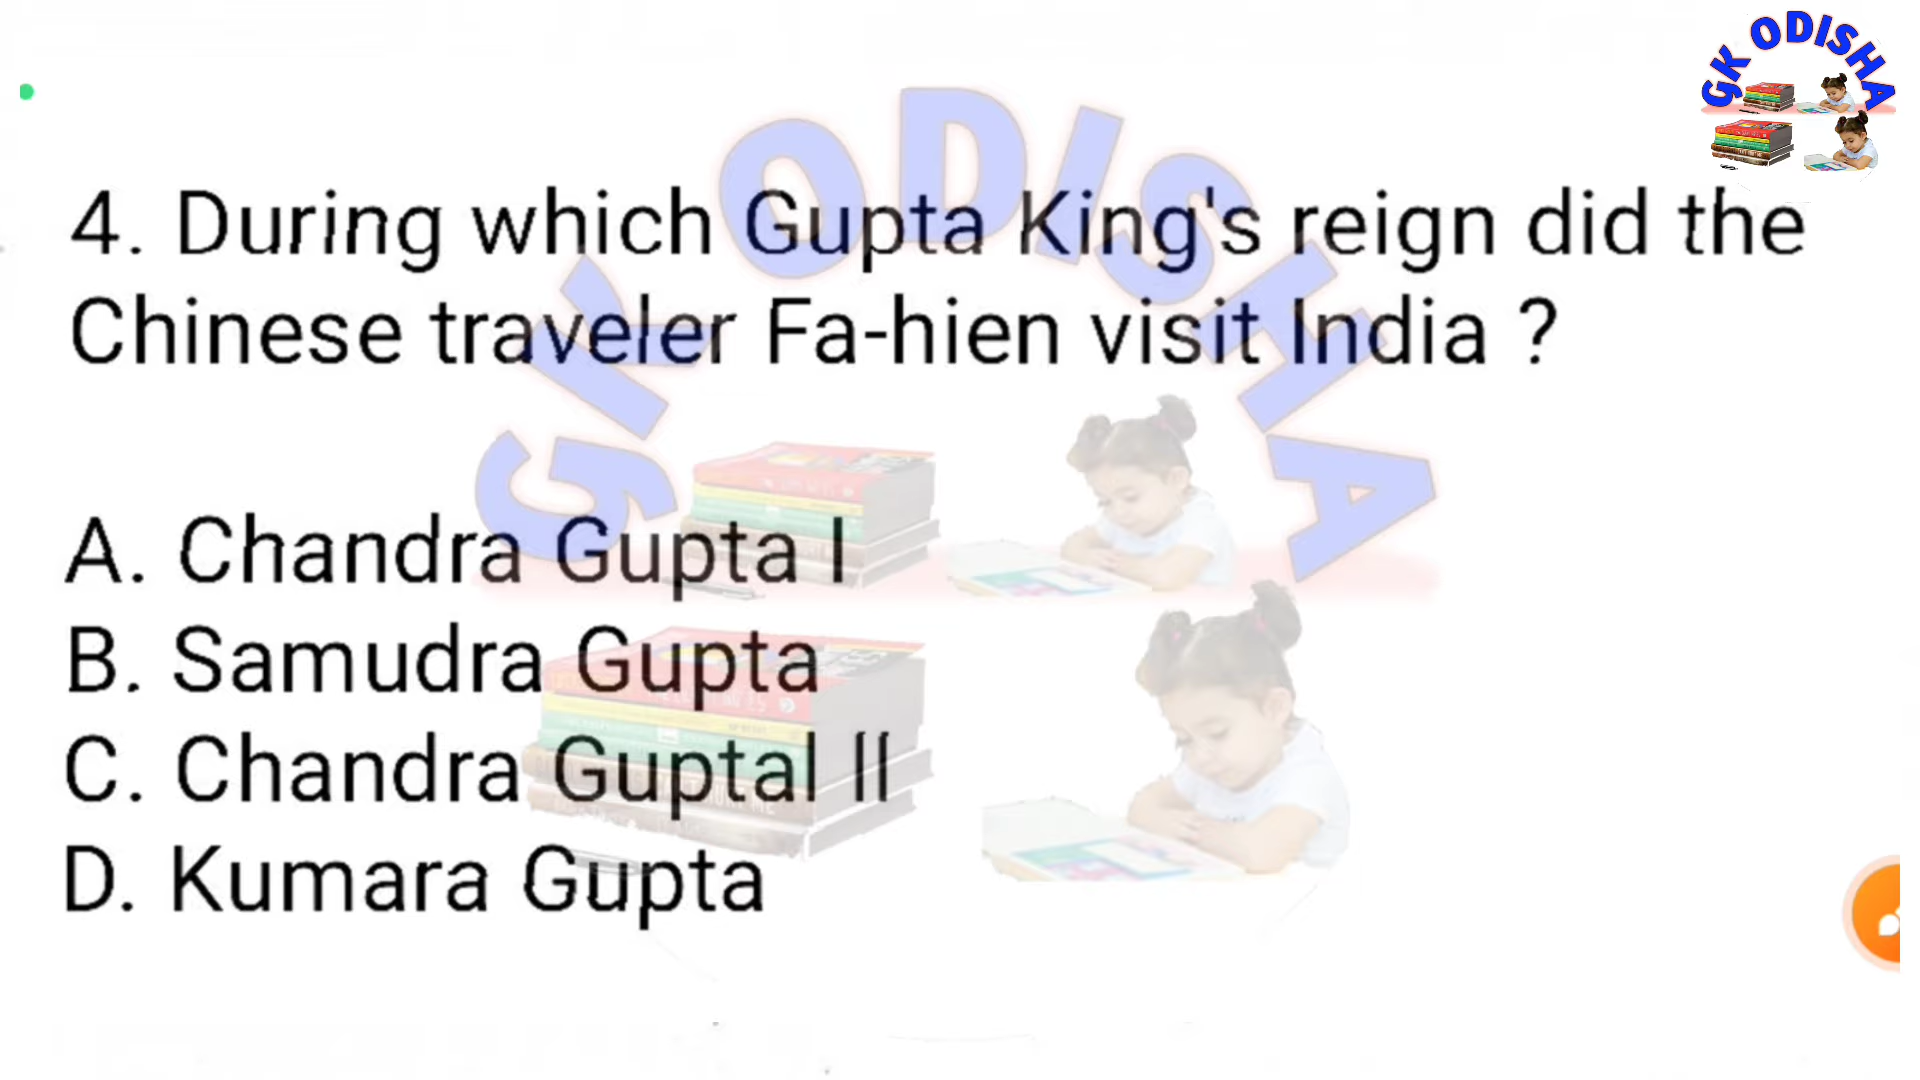 GK ODISHA
4. During which Gupta King's reign did the
Chinese traveler Fa-hien visit India ?
GK ODISHA
A. Chandra Gupta I
B. Samudra Gupta
C. Chandra Guptal II
D. Kumara Gupta